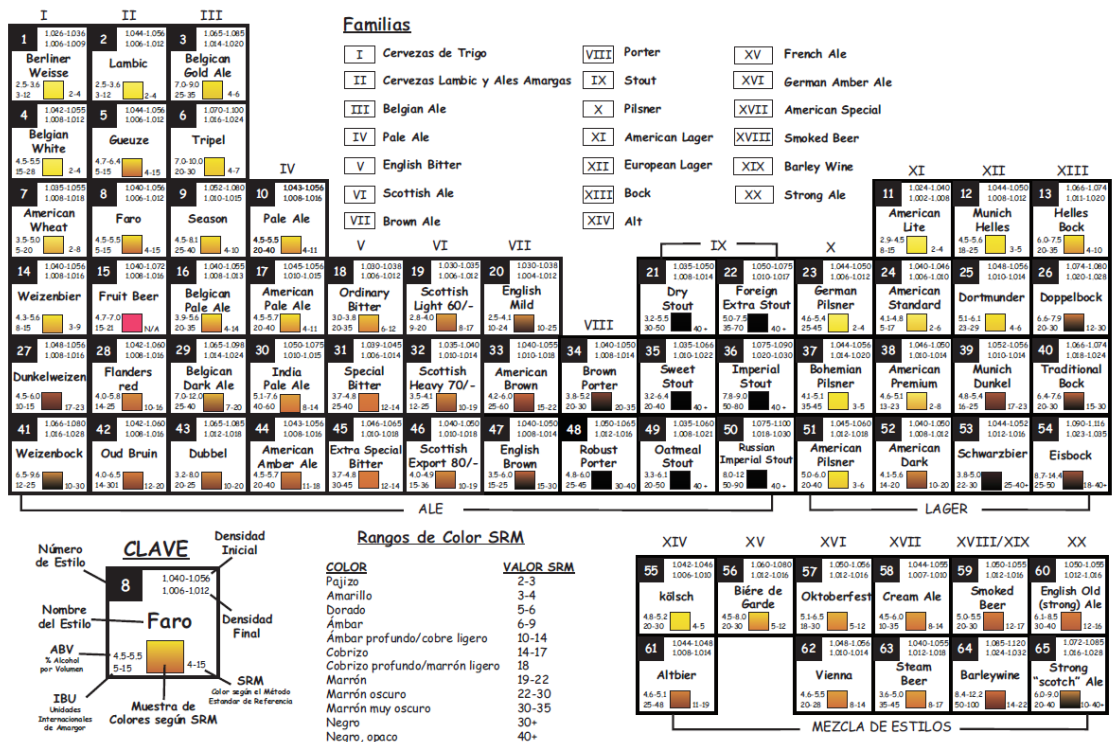 I II III
1 1.026-1.036
1.006-1.009
Berliner
Weisse
2.5-3.6
3-12 2-4
2 1.044-1.056
1.006-1.012
Lambic
2.5-3.6
3-12 2-4
3 1.065-1.085
1.014-1.020
Belgican
Gold Ale
7.0-9.0
25-35 4-6
Familias
I Cervezas de Trigo
II Cervezas Lambic y Ales Amargas
III Belgian Ale
IV Pale Ale
V English Bitter
VI Scottish Ale
VII Brown Ale
VIII Porter
IX Stout
X Pilsner
XI American Lager
XII European Lager
XIII Bock
XIV Alt
XV French Ale
XVI German Amber Ale
XVII American Special
XVIII Smoked Beer
XIX Barley Wine
XX Strong Ale
4 1.042-1.055
1.008-1.012
Belgian
White
4.5-5.5
15-28 2-4
5 1.044-1.056
1.006-1.012
Gueuze
4.7-6.4
5-15 4-15
6 1.070-1.100
1.016-1.024
Tripel
7.0-10.0
20-30 4-7
IV
XI XII XIII
7 1.035-1.055
1.008-1.018
American
Wheat
3.5-5.0
5-20 2-8
8 1.040-1.056
1.006-1.012
Faro
4.5-5.5
5-15 4-15
9 1.052-1.080
1.010-1.015
Season
4.5-8.1
25-40 4-10
10 1.043-1.056
1.008-1.016
Pale Ale
4.5-5.5
20-40 4-11
11 1.024-1.040
1.002-1.008
American
Lite
2.9-4.5
8-15 2-4
12 1.044-1.050
1.008-1.012
Munich
Helles
4.5-5.6
18-25 3-5
13 1.066-1.074
1.011-1.020
Helles
Bock
6.0-7.5
20-35 4-10
V VI VII IX X
14 1.040-1.056
1.008-1.016
Weizenbier
4.3-5.6
8-15 3-9
15 1.040-1.072
1.008-1.018
Fruit Beer
4.7-7.0
15-21 N/A
16 1.040-1.055
1.008-1.013
Belgican
Pale Ale
3.9-5.6
20-35 4-14
17 1.045-1.056
1.010-1.015
American
Pale Ale
4.5-5.7
20-40 4-11
18 1.030-1.038
1.030-1.012
Ordinary
Bitter
3.0-3.8
20-35 6-12
19 1.030-1.035
1.006-1.012
Scottish
Light 60/-
2.8-4.0
9-20 8-17
20 1.030-1.038
1.004-1.012
English
Mild
2.5-4.1
10-24 10-25
21 1.035-1.050
1.008-1.014
Dry
Stout
3.2-5.5
30-50 40+
22 1.050-1.075
1.010-1.017
Foreign
Extra Stout
5.0-7.5
35-70 40+
23 1.044-1.050
1.006-1.012
German
Pilsner
4.6-5.4
25-45 2-4
24 1.040-1.046
1.006-1.010
American
Standard
4.1-4.8
5-17 2-6
25 1.048-1.056
1.010-1.014
Dortmunder
5.1-6.1
23-29 4-6
26 1.074-1.080
1.020-1.028
Doppelbock
6.6-7.9
20-30 12-30
VIII
27 1.048-1.056
1.008-1.016
Dunkelweizen
4.5-6.0
10-15 17-23
28 1.042-1.060
1.008-1.016
Flanders
red
4.0-5.8
14-25 10-16
29 1.065-1.098
1.014-1.024
Belgican
Dark Ale
7.0-12.0
25-40 7-20
30 1.050-1.075
1.010-1.015
India
Pale Ale
5.1-7.6
40-60 8-14
31 1.039-1.045
1.006-1.014
Special
Bitter
3.7-4.8
25-40 12-14
32 1.035-1.040
1.010-1.014
Scottish
Heavy 70/-
3.5-4.1
12-25 10-19
33 1.040-1.055
1.010-1.018
American
Brown
4.2-6.0
25-60 15-22
34 1.040-1.050
1.008-1.014
Brown
Porter
3.8-5.2
20-30 20-35
35 1.035-1.066
1.010-1.022
Sweet
Stout
3.2-6.4
20-40 40+
36 1.075-1.090
1.020-1.030
Imperial
Stout
7.8-9.0
50-80 40+
37 1.044-1.056
1.014-1.020
Bohemian
Pilsner
4.1-5.1
35-45 3-5
38 1.046-1.050
1.010-1.014
American
Premium
4.6-5.1
13-23 2-8
39 1.052-1.056
1.010-1.014
Munich
Dunkel
4.8-5.4
16-25 17-23
40 1.066-1.074
1.018-1.024
Traditional
Bock
6.4-7.6
20-30 15-30
41 1.066-1.080
1.016-1.028
Weizenbock
6.5-9.6
12-25 10-30
42 1.042-1.060
1.008-1.016
Oud Bruin
4.0-6.5
14-301 12-20
43 1.065-1.085
1.012-1.018
Dubbel
3.2-8.0
20-25 10-20
44 1.043-1.056
1.008-1.016
American
Amber Ale
4.5-5.7
20-40 11-18
45 1.046-1.065
1.010-1.018
Extra Special
Bitter
3.7-4.8
30-45 12-14
46 1.040-1.050
1.010-1.018
Scottish
Export 80/-
4.0-4.9
15-36 10-19
47 1.040-1.050
1.008-1.014
English
Brown
3.5-6.0
15-25 15-30
48 1.050-1.065
1.012-1.016
Robust
Porter
4.8-6.0
25-45 30-40
49 1.035-1.066
1.008-1.021
Oatmeal
Stout
3.3-6.1
20-50 40+
50 1.075-1.100
1.018-1.030
Russian
Imperial Stout
8.0-12
50-90 40+
51 1.045-1.060
1.012-1.018
American
Pilsner
5.0-6.0
20-40 3-6
52 1.040-1.050
1.008-1.012
American
Dark
4.1-5.6
14-20 10-20
53 1.044-1.052
1.012-1.016
Schwarzbier
3.8-5.0
22-30 25-40+
54 1.090-1.116
1.023-1.035
Eisbock
8.7-14.4
25-50 18-40+
ALE
LAGER
CLAVE
Número
de Estilo
Densidad
Inicial
8 1.040-1.056
1.006-1.012
Nombre
del Estilo
Faro
Densidad
Final
ABV
% Alcohol
por Volumen
4.5-5.5
5-15 4-15
IBU
Unidades
Internacionales
de Amargor
Muestra de
Colores según SRM
SRM
Color según el Método
Estandar de Referencia
Rangos de Color SRM
COLOR VALOR SRM
Pajizo 2-3
Amarillo 3-4
Dorado 5-6
Ámbar 6-9
Ámbar profundo/cobre ligero 10-14
Cobrizo 14-17
Cobrizo profundo/marrón ligero 18
Marrón 19-22
Marrón oscuro 22-30
Marrón muy oscuro 30-35
Negro 30+
Negro, opaco 40+
XIV XV XVI XVII XVIII/XIX XX
55 1.042-1.046
1.006-1.010
kölsch
4.8-5.2
20-30 4-5
56 1.060-1.080
1.012-1.016
Biére de
Garde
4.5-8.0
20-30 5-12
57 1.050-1.056
1.012-1.016
Oktoberfest
5.1-6.5
18-30 5-12
58 1.044-1.055
1.007-1.010
Cream Ale
4.5-6.0
10-35 8-14
59 1.050-1.055
1.012-1.016
Smoked
Beer
5.0-5.5
20-30 12-17
60 1.050-1.055
1.012-1.016
English Old
(strong) Ale
6.1-8.5
30-40 12-16
61 1.044-1.048
1.008-1.014
Altbier
4.6-5.1
25-48 11-19
62 1.048-1.056
1.010-1.014
Vienna
4.6-5.5
20-28 8-14
63 1.040-1.055
1.012-1.018
Steam
Beer
3.6-5.0
35-45 8-17
64 1.085-1.120
1.024-1.032
Barleywine
8.4-12.2
50-100 14-22
65 1.072-1.085
1.016-1.028
Strong
"scotch" Ale
6.0-9.0
20-40 10-40+
MEZCLA DE ESTILOS